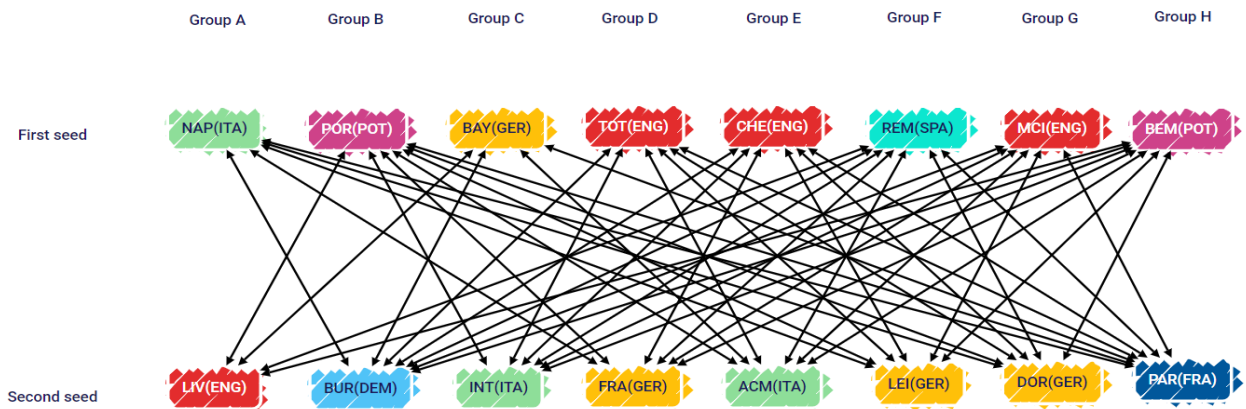 Group A Group B Group C Group D Group E Group F Group G Group H
First seed NAP(ITA) POR(POT) BAY(GER) TOT(ENG) CHE(ENG) REM(SPA) MCI(ENG) BEM(POT)
Second seed LIV(ENG) BUR(DEM) INT(ITA) FRA(GER) ACM(ITA) LEI(GER) DOR(GER) PAR(FRA)